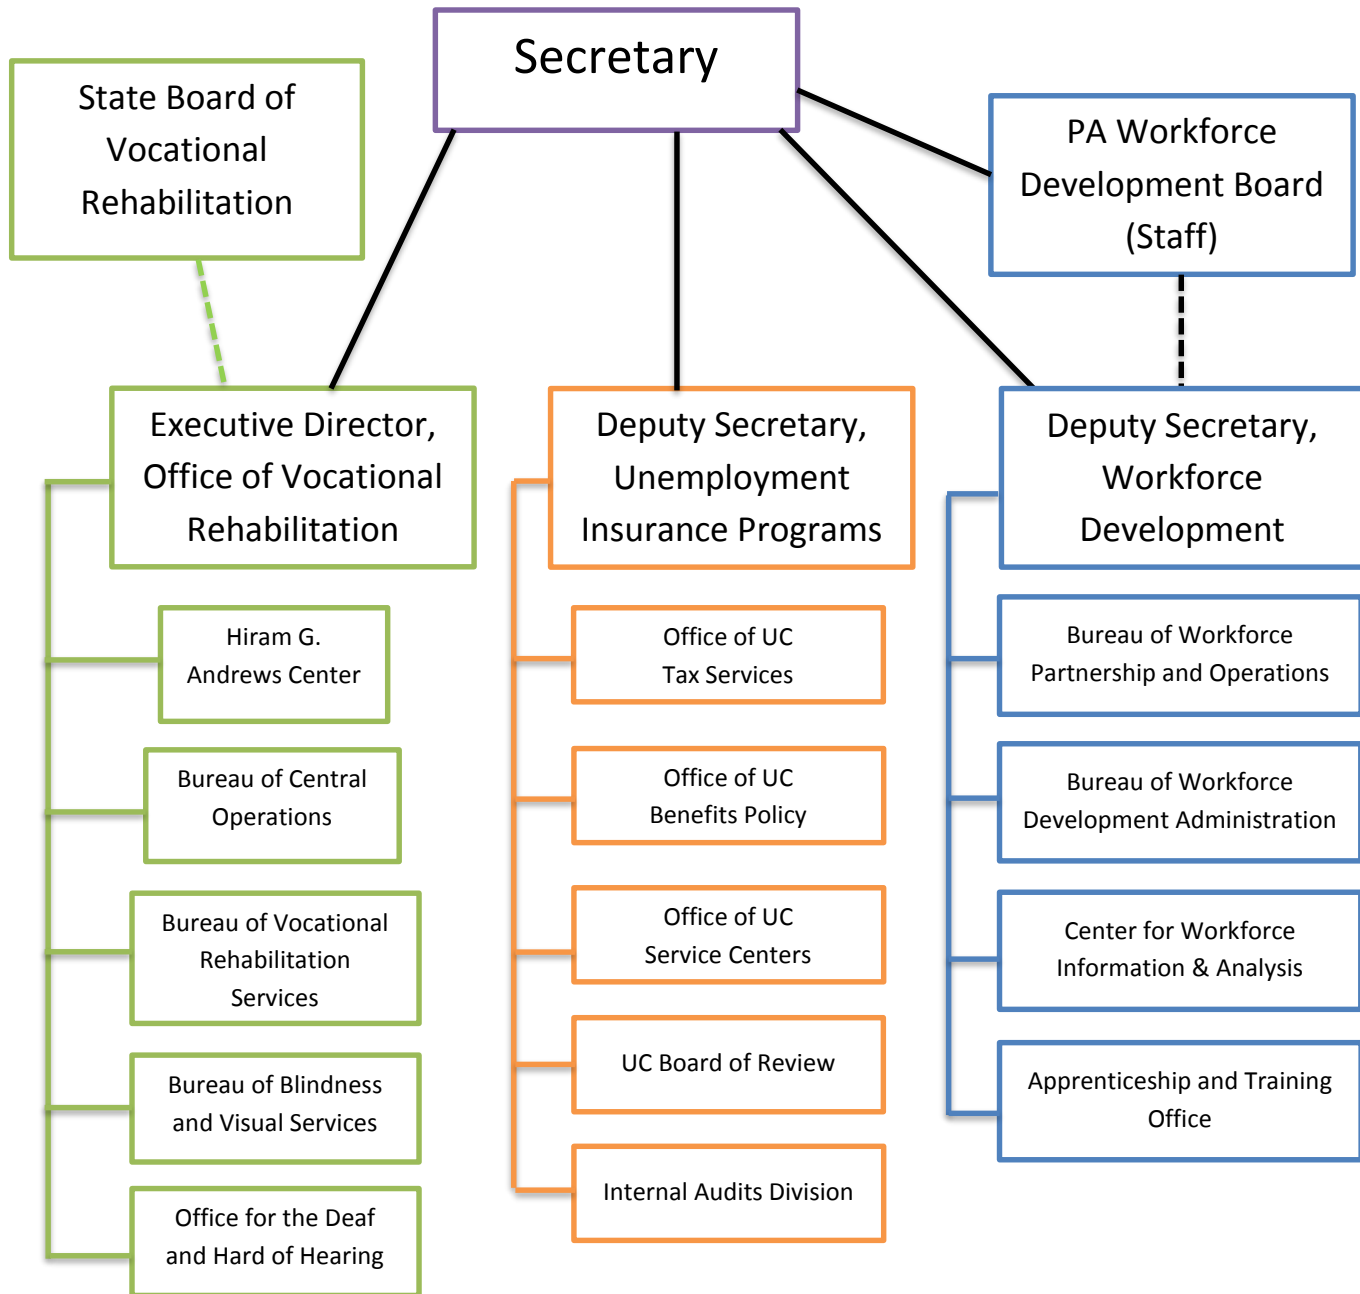 Secretary
State Board of
Vocational
Rehabilitation
PA Workforce
Development Board
(Staff)
Executive Director,
Office of Vocational
Rehabilitation
Hiram G.
Andrews Center
Bureau of Central
Operations
Bureau of Vocational
Rehabilitation
Services
Bureau of Blindness
and Visual Services
Office for the Deaf
and Hard of Hearing
Deputy Secretary,
Unemployment
Insurance Programs
Office of UC
Tax Services
Office of UC
Benefits Policy
Office of UC
Service Centers
UC Board of Review
Internal Audits Division
Deputy Secretary,
Workforce
Development
Bureau of Workforce
Partnership and Operations
Bureau of Workforce
Development Administration
Center for Workforce
Information & Analysis
Apprenticeship and Training
Office